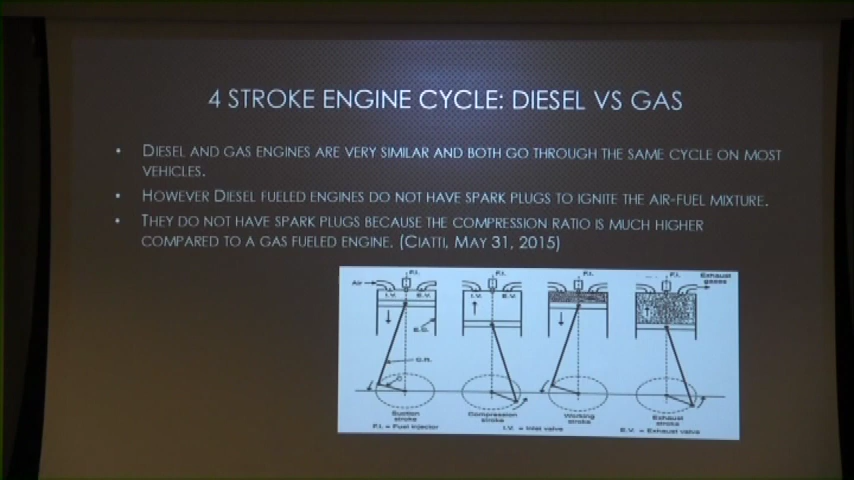 4 STROKE ENGINE CYCLE: DIESEL VS GAS
• DIESEL AND GAS ENGINES ARE VERY SIMILAR AND BOTH GO THROUGH THE SAME CYCLE ON MOST
VEHICLES.
• HOWEVER DIESEL FUELED ENGINES DO NOT HAVE SPARK PLUGS TO IGNITE THE AIR-FUEL MIXTURE.
• THEY DO NOT HAVE SPARK PLUGS BECAUSE THE COMPRESSION RATIO IS MUCH HIGHER
COMPARED TO A GAS FUELED ENGINE. (CIATTI, MAY 31, 2015)
F.I. F.I. F.I. F.I. Exhaust
Air gases
I.V. E.V. I.V. E.V.
C.R.
Suction Compression Working Exhaust
stroke stroke stroke stroke
F.I. = Fuel injector I.V. = Inlet valve E.V. = Exhaust valve